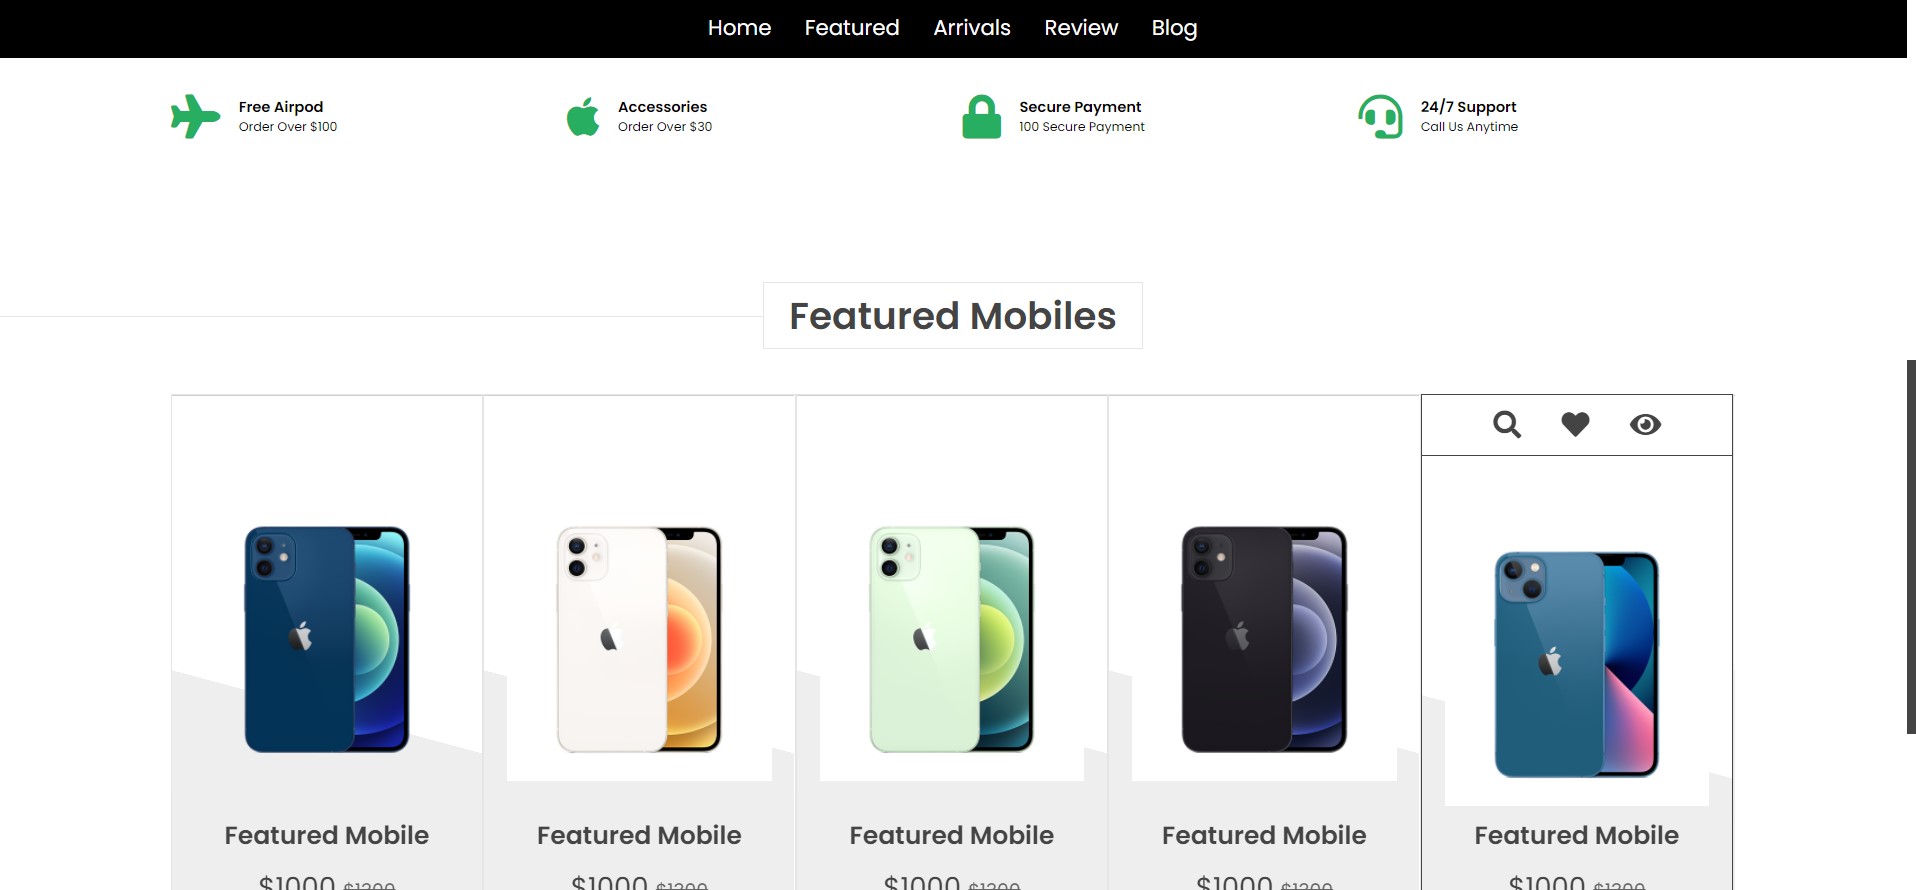 Home Featured Arrivals Review Blog
Free Airpod
Order Over $100
Accessories
Order Over $30
Secure Payment
100 Secure Payment
24/7 Support
Call Us Anytime
Featured Mobiles
Featured Mobile
$1000 $1200
Featured Mobile
$1000 $1200
Featured Mobile
$1000 $1200
Featured Mobile
$1000 $1200
Featured Mobile
$1000 $1200